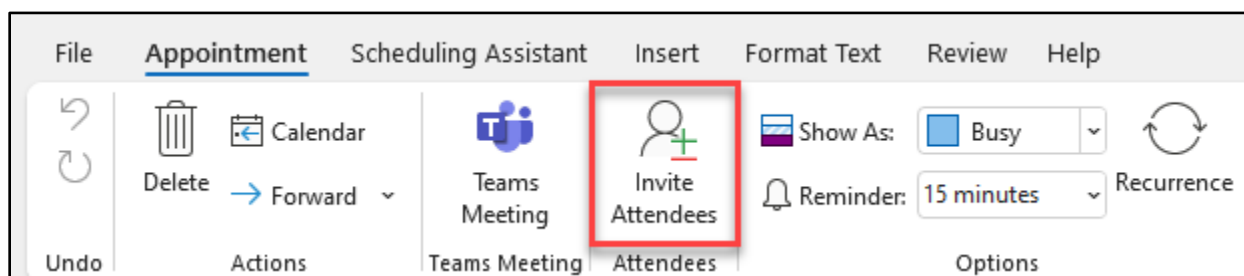 File Appointment Scheduling Assistant Insert Format Text Review Help
Calendar
Show As: Busy
Delete
Forward
Teams
Meeting
Invite
Attendees
Reminder: 15 minutes
Recurrence
Undo Actions Teams Meeting Attendees Options